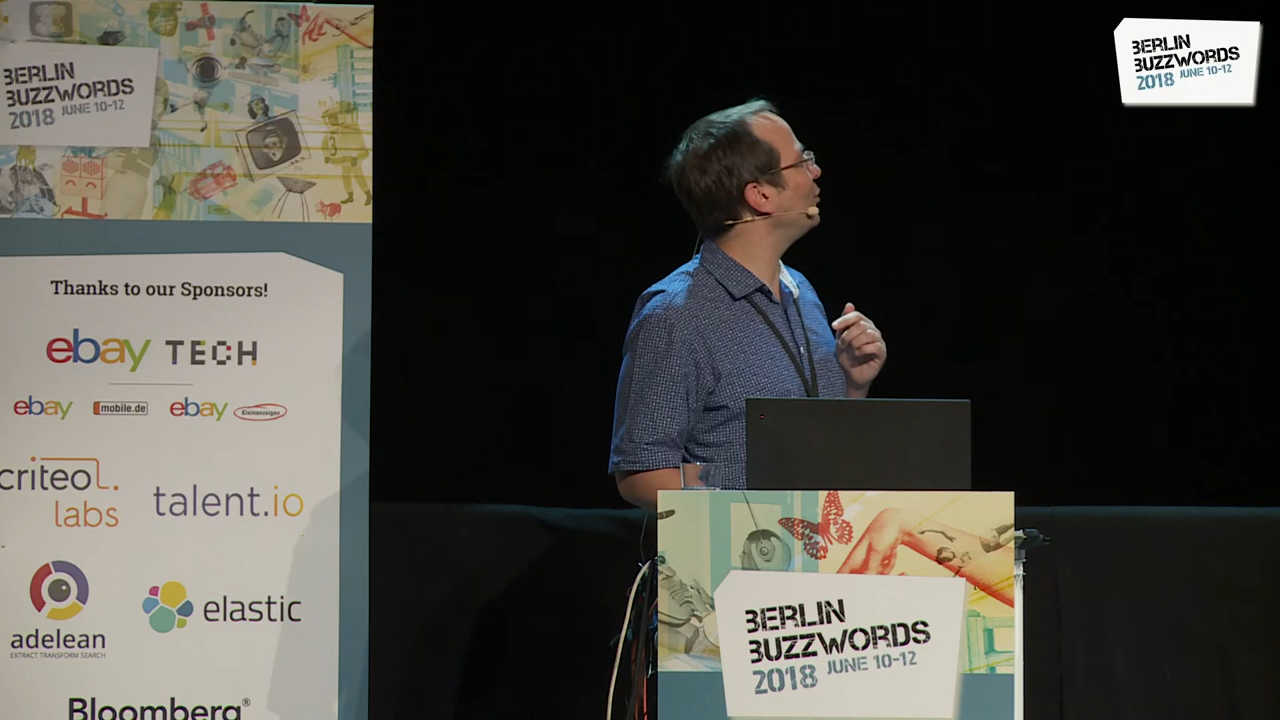 BERLIN
BUZZWORDS
2018 JUNE 10-12
Thanks to our Sponsors!
ebay TECH
ebay mobile.de ebay Kleinanzeigen
criteo
labs
talent.io
adelean
EXTRACT TRANSFORM SEARCH
elastic
Bloomberg®
BERLIN
BUZZWORDS
2018 JUNE 10-12
BERLIN
BUZZWORDS
2018 JUNE 10-12